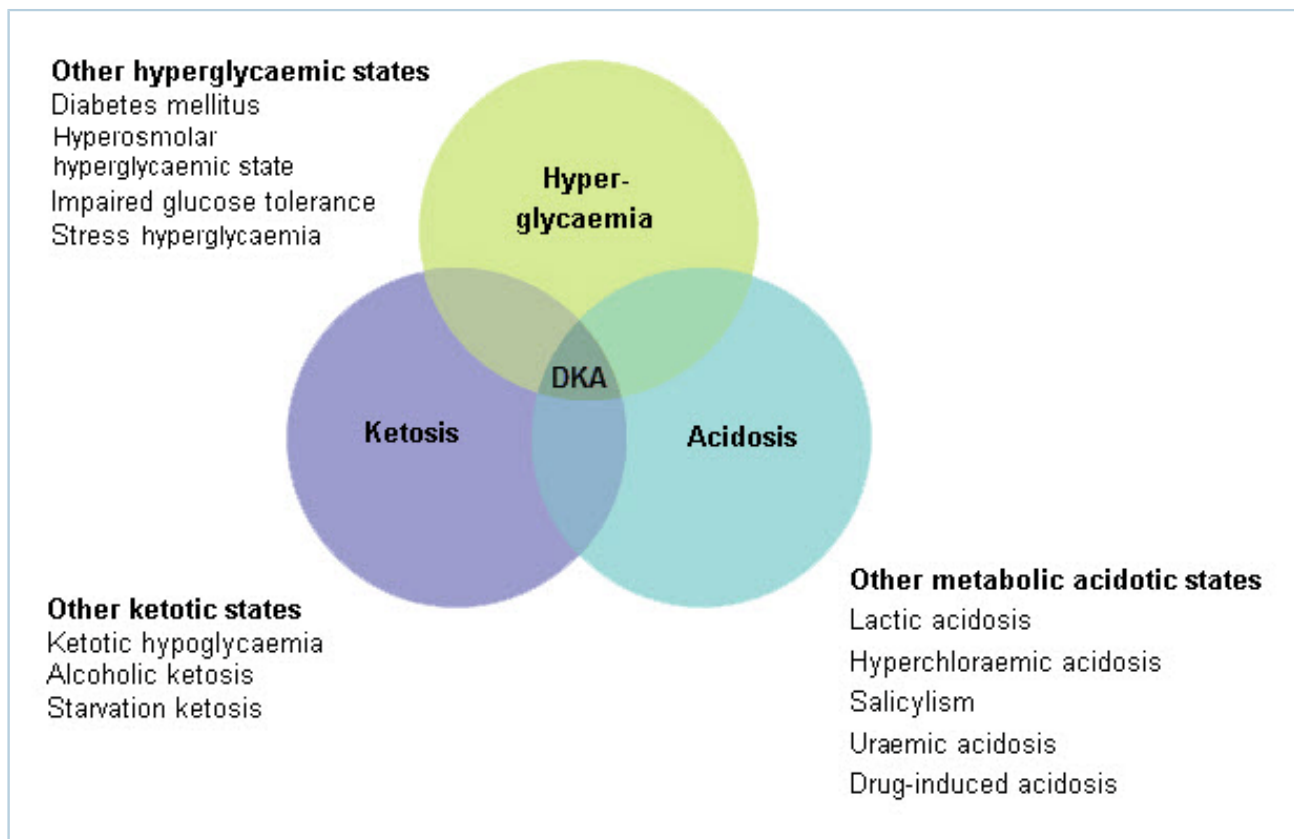 Other hyperglycaemic states
Diabetes mellitus
Hyperosmolar
hyperglycaemic state
Impaired glucose tolerance
Stress hyperglycaemia
Hyper-
glycaemia
DKA
Ketosis
Acidosis
Other ketotic states
Ketotic hypoglycaemia
Alcoholic ketosis
Starvation ketosis
Other metabolic acidotic states
Lactic acidosis
Hyperchloraemic acidosis
Salicylism
Uraemic acidosis
Drug-induced acidosis